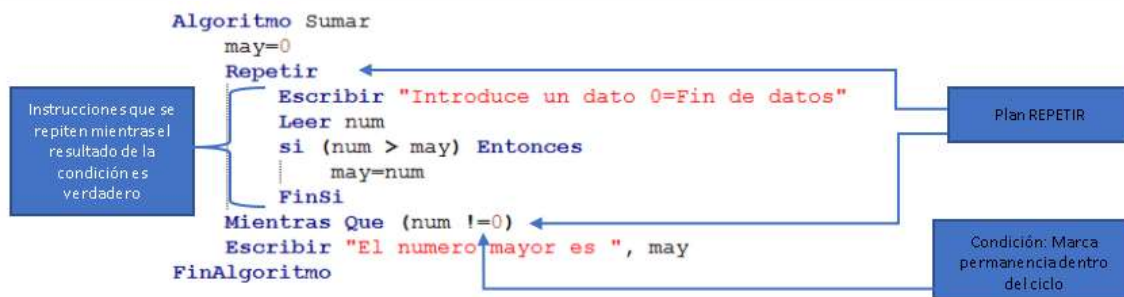 Algoritmo Sumar
may=0
Repetir
Escribir "Introduce un dato 0=Fin de datos"
Leer num
si (num > may) Entonces
may=num
FinSi
Mientras Que (num !=0)
Escribir "El numero mayor es ", may
FinAlgoritmo
Instrucciones que se
repiten mientras el
resultado de la
condición es
verdadero
Plan REPETIR
Condición: Marca
permanencia dentro
del ciclo